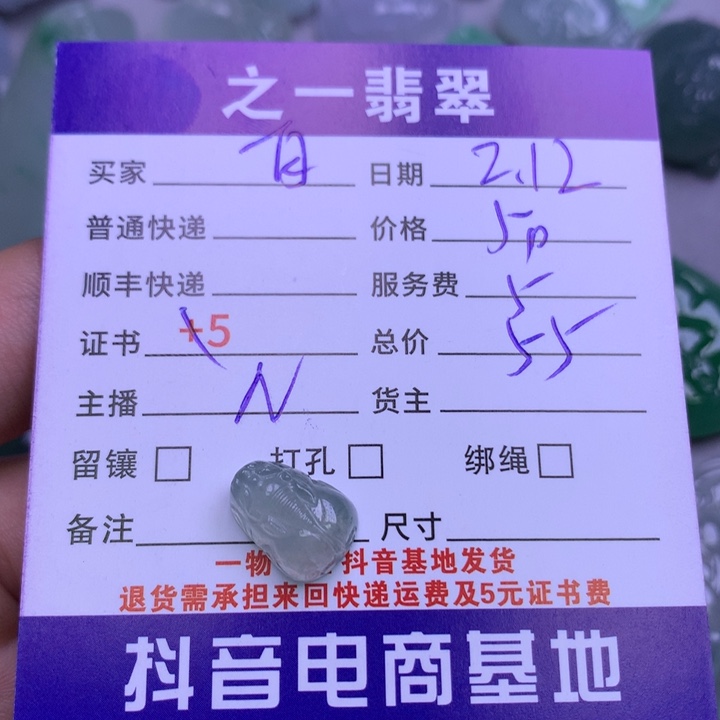 之一翡翠
买家 日期 2.12
普通快递 价格 50
顺丰快递 服务费 5
证书 +5 总价 55
主播 N 货主
留镶 打孔 绑绳
备注 尺寸
一物 抖音基地发货
退货需承担来回快递运费及5元证书费
抖音电商基地